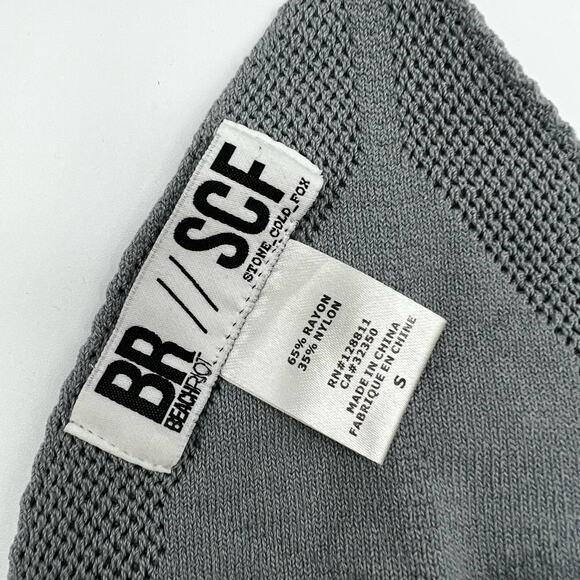 BR // SCF
BEACHRIOT STONE_COLD_FOX
65% RAYON
35% NYLON
RN#128811
CA#32350
MADE IN CHINA
FABRIQUE EN CHINE
S